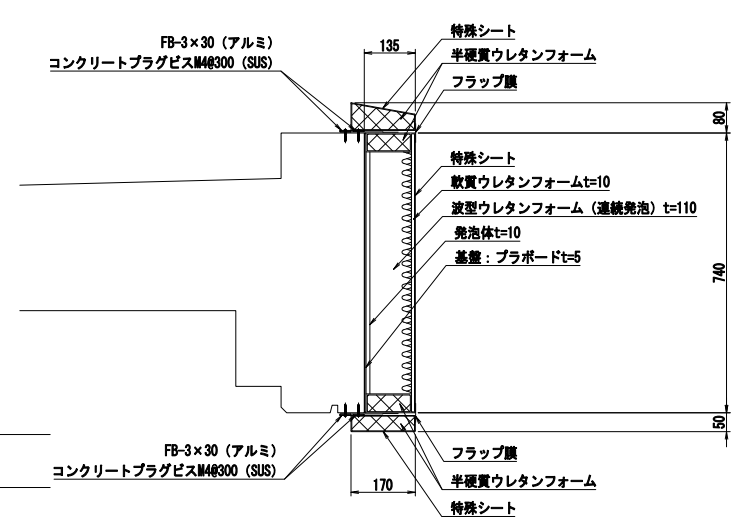 特殊シート
FB-3×30（アルミ）
135
半硬質ウレタンフォーム
コンクリートプラグビスM4@300（SUS）
フラップ膜
80
特殊シート
軟質ウレタンフォームt=10
波型ウレタンフォーム（連続発泡）t=110
発泡体t=10
基盤：プラボードt=5
740
50
FB-3×30（アルミ）
フラップ膜
コンクリートプラグビスM4@300（SUS）
半硬質ウレタンフォーム
170
特殊シート